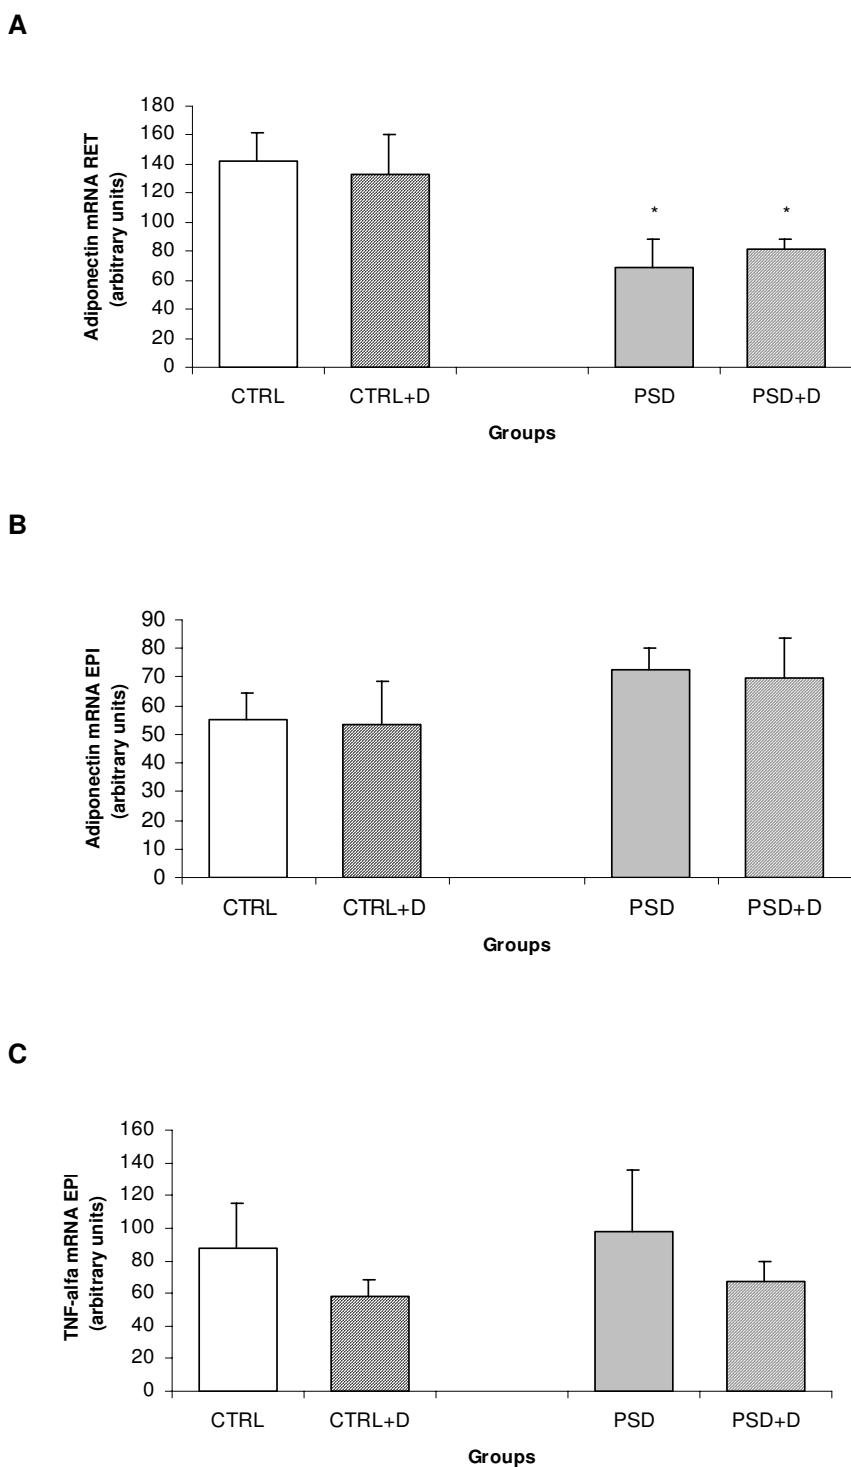 A
Adiponectin mRNA RET
(arbitrary units)
180
160
140
120
100
80
60
40
20
0
* *
CTRL CTRL+D PSD PSD+D
Groups
B
Adiponectin mRNA EPI
(arbitrary units)
90
80
70
60
50
40
30
20
10
0
CTRL CTRL+D PSD PSD+D
Groups
C
TNF-alfa mRNA EPI
(arbitrary units)
160
140
120
100
80
60
40
20
0
CTRL CTRL+D PSD PSD+D
Groups